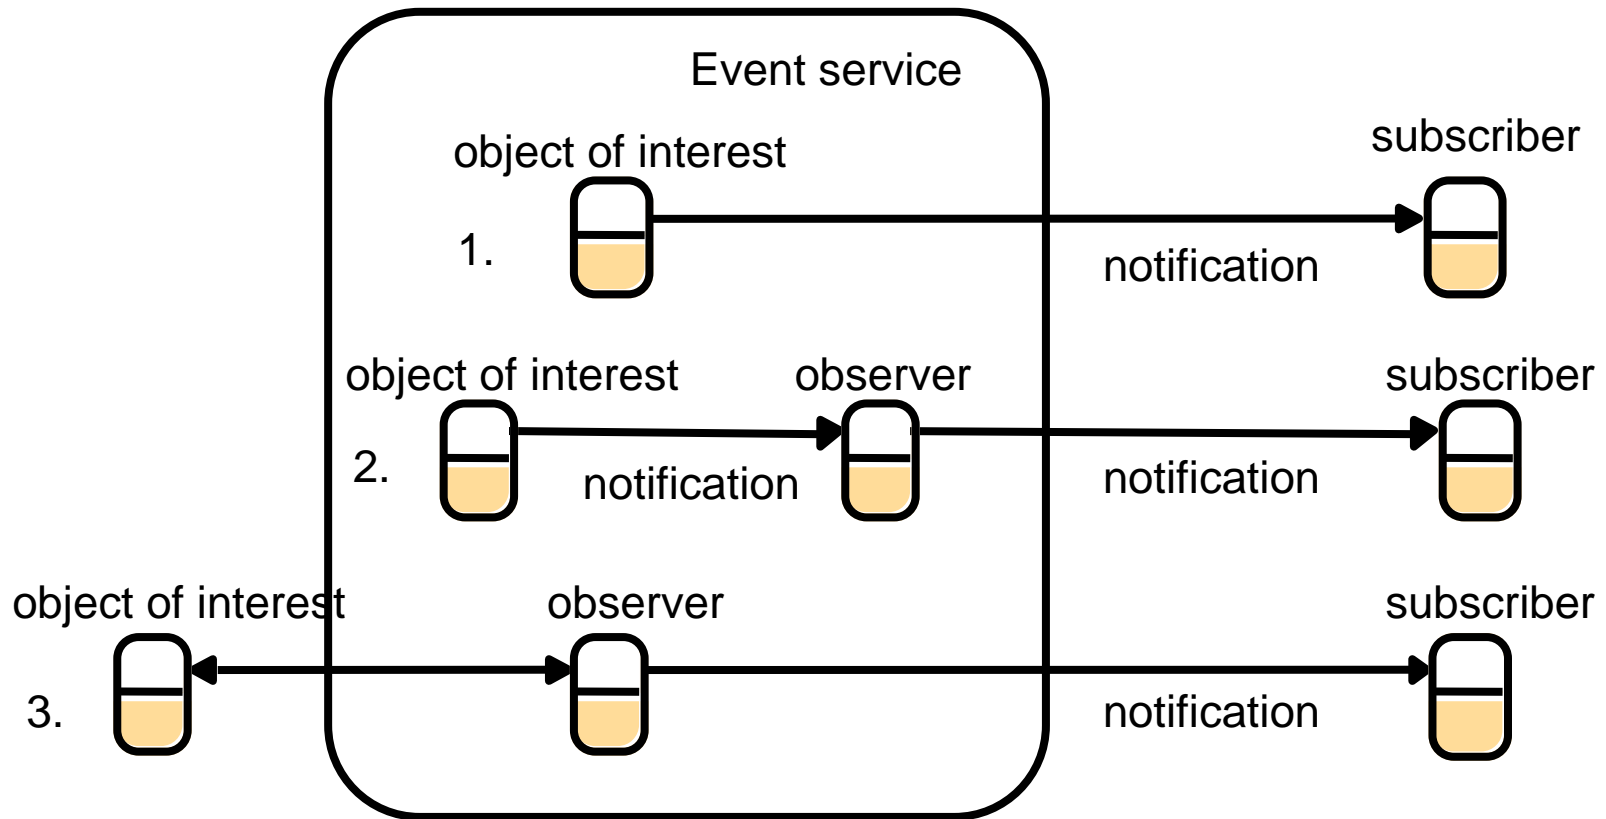 Event service
object of interest
subscriber
1.
notification
object of interest
observer
subscriber
2.
notification
notification
object of interest
observer
subscriber
3.
notification